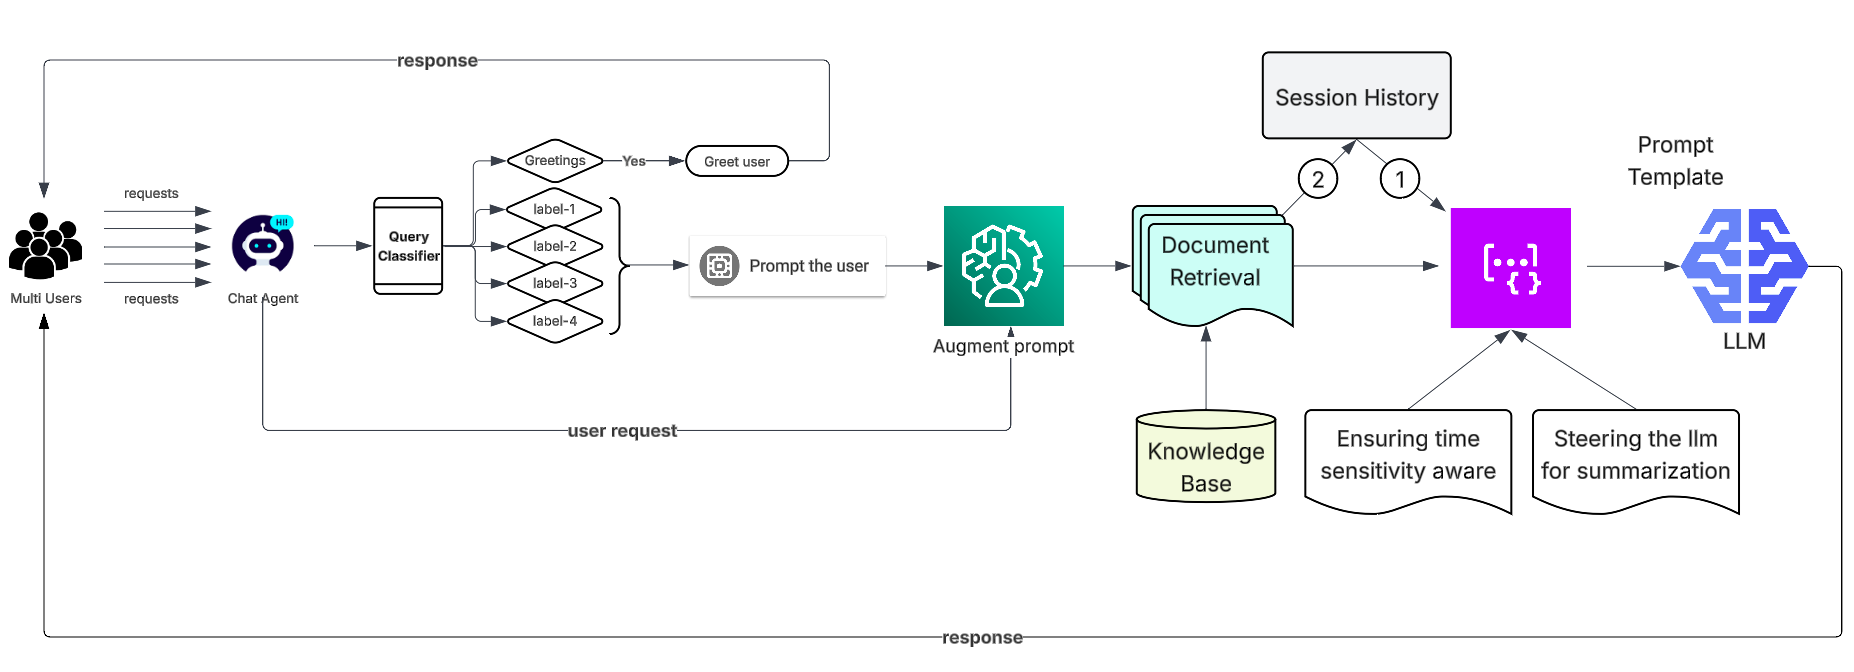 response
Session History
Prompt
Template
Greetings
Yes
Greet user
2
1
requests
HI!
label-1
Query
Classifier
label-2
Document
Retrieval
Prompt the user
label-3
Multi Users
requests
Chat Agent
label-4
Augment prompt
LLM
user request
Knowledge
Base
Ensuring time
sensitivity aware
Steering the llm
for summarization
response